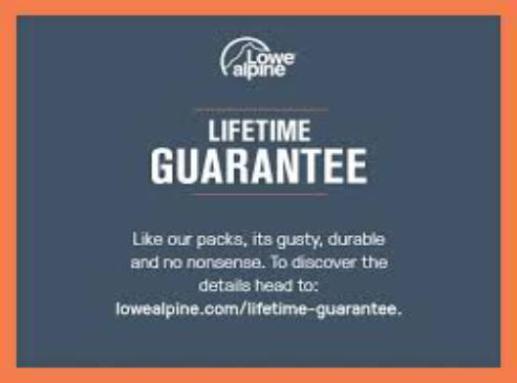 Lowe
alpine
LIFETIME
GUARANTEE
Like our packs, its gusty, durable
and no nonsense. To discover the
details head to:
lowealpine.com/lifetime-guarantee.